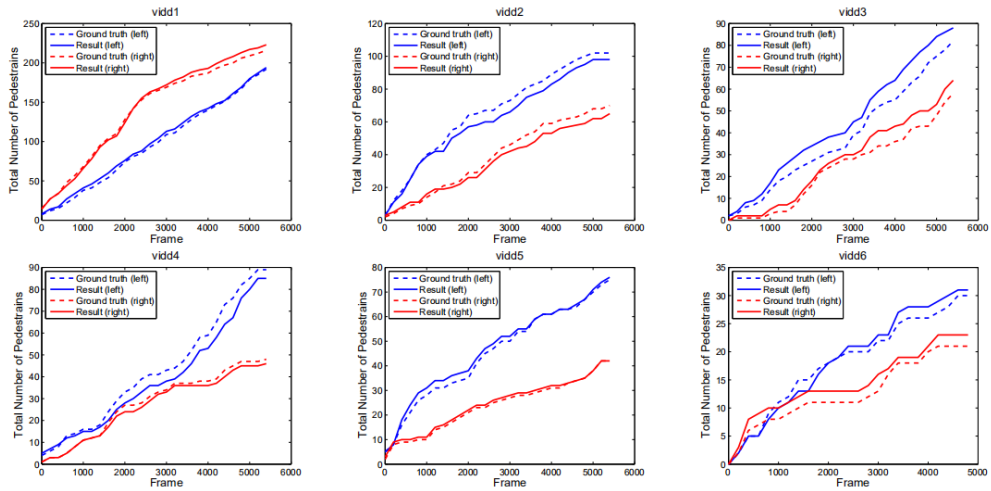 vidd1
250
200
150
100
50
0
0 1000 2000 3000 4000 5000 6000
Total Number of Pedestrains
Frame
Ground truth (left)
Result (left)
Ground truth (right)
Result (right)
vidd2
120
100
80
60
40
20
0
0 1000 2000 3000 4000 5000 6000
Total Number of Pedestrains
Frame
Ground truth (left)
Result (left)
Ground truth (right)
Result (right)
vidd3
90
80
70
60
50
40
30
20
10
0
0 1000 2000 3000 4000 5000 6000
Total Number of Pedestrains
Frame
Ground truth (left)
Result (left)
Ground truth (right)
Result (right)
vidd4
90
80
70
60
50
40
30
20
10
0
0 1000 2000 3000 4000 5000 6000
Total Number of Pedestrains
Frame
Ground truth (left)
Result (left)
Ground truth (right)
Result (right)
vidd5
80
70
60
50
40
30
20
10
0
0 1000 2000 3000 4000 5000 6000
Total Number of Pedestrains
Frame
Ground truth (left)
Result (left)
Ground truth (right)
Result (right)
vidd6
35
30
25
20
15
10
5
0
0 1000 2000 3000 4000 5000
Total Number of Pedestrains
Frame
Ground truth (left)
Result (left)
Ground truth (right)
Result (right)